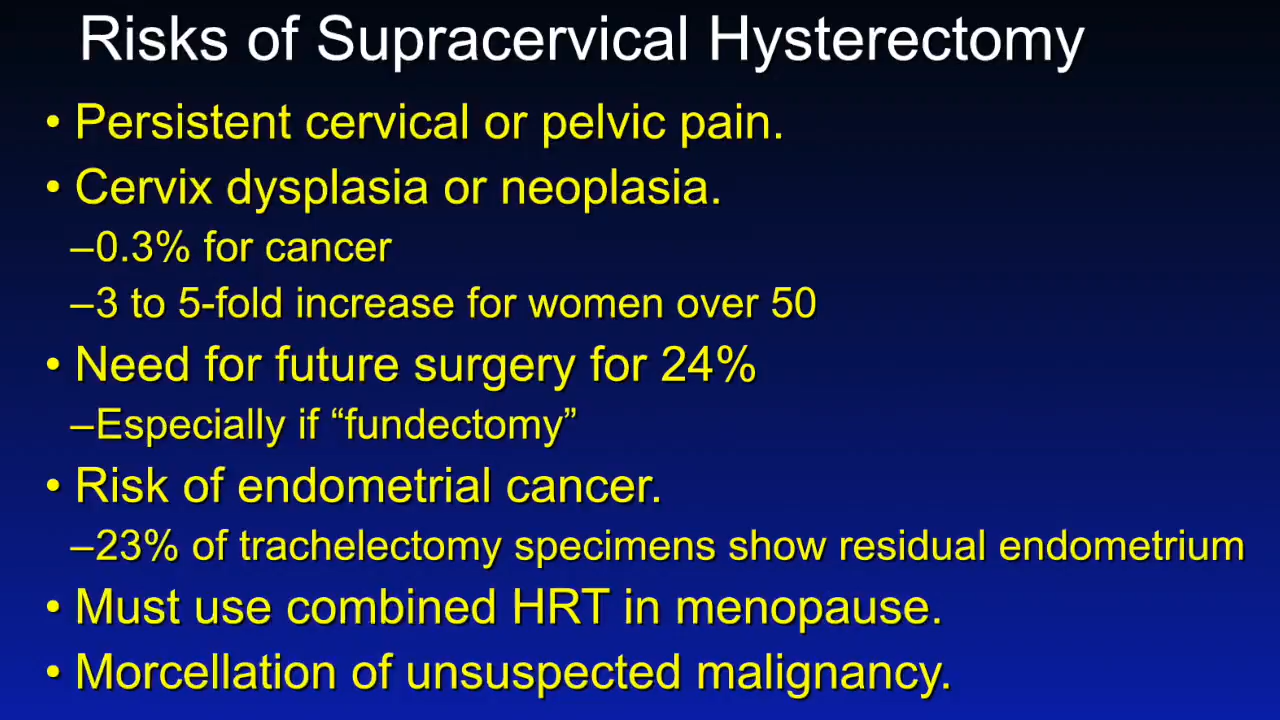 Risks of Supracervical Hysterectomy
• Persistent cervical or pelvic pain.
• Cervix dysplasia or neoplasia.
–0.3% for cancer
–3 to 5-fold increase for women over 50
• Need for future surgery for 24%
–Especially if “fundectomy”
• Risk of endometrial cancer.
–23% of trachelectomy specimens show residual endometrium
• Must use combined HRT in menopause.
• Morcellation of unsuspected malignancy.